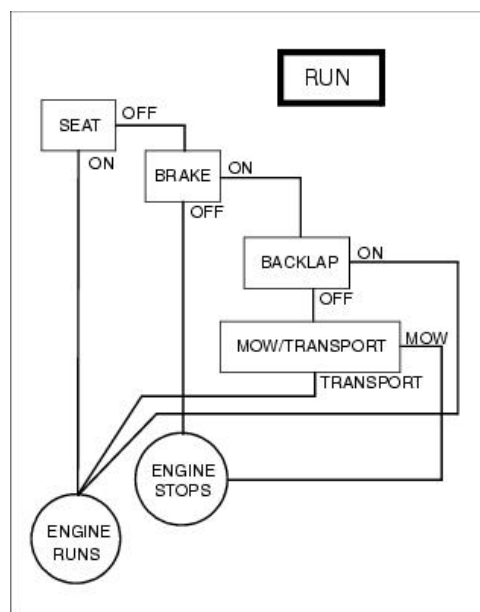 RUN
OFF
SEAT
ON
BRAKE
ON
OFF
BACKLAP
ON
OFF
MOW/TRANSPORT
MOW
TRANSPORT
ENGINE
STOPS
ENGINE
RUNS